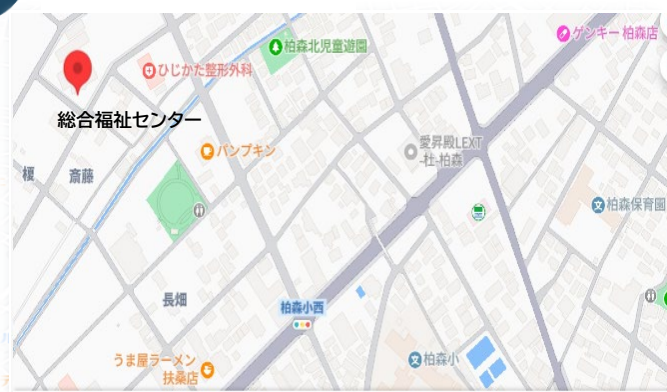 ゲンキー 柏森店
柏森北児童遊園
ひじかた整形外科
総合福祉センター
パンプキン
愛昇殿LEXT
-杜-柏森
榎
斎藤
柏森保育園
長畑
柏森小西
うま屋ラーメン
扶桑店
柏森小